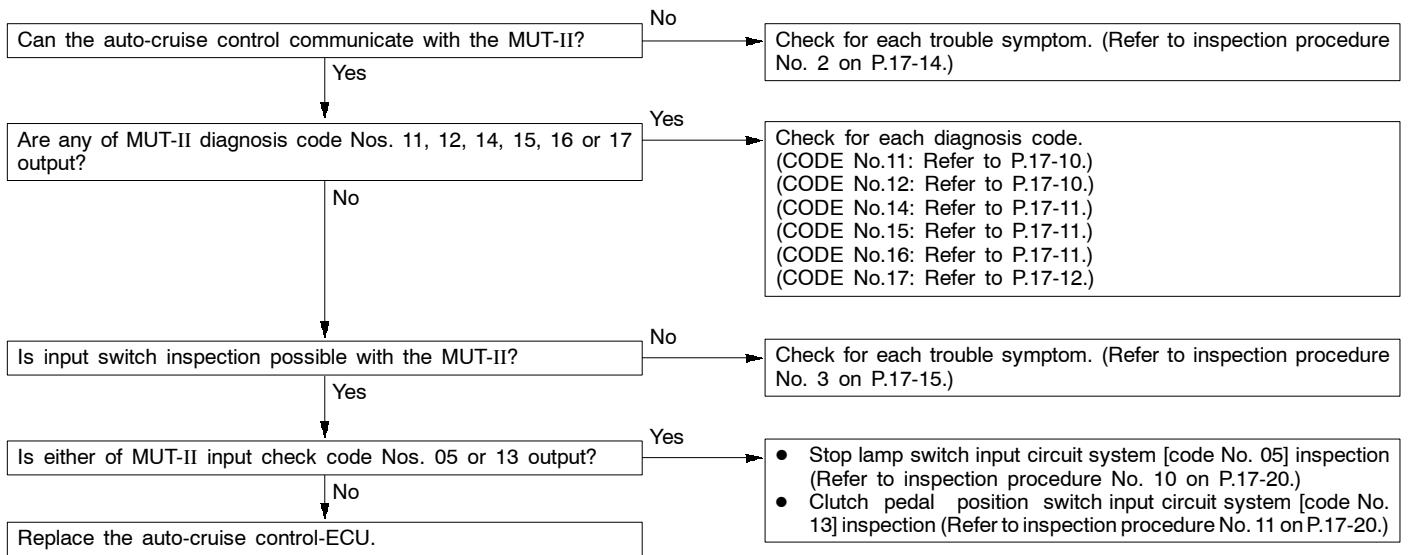 Can the auto-cruise control communicate with the MUT-II?
No
Check for each trouble symptom. (Refer to inspection procedure
No. 2 on P.17-14.)
Yes
Are any of MUT-II diagnosis code Nos. 11, 12, 14, 15, 16 or 17
output?
Yes
Check for each diagnosis code.
(CODE No.11: Refer to P.17-10.)
(CODE No.12: Refer to P.17-10.)
(CODE No.14: Refer to P.17-11.)
(CODE No.15: Refer to P.17-11.)
(CODE No.16: Refer to P.17-11.)
(CODE No.17: Refer to P.17-12.)
No
Is input switch inspection possible with the MUT-II?
No
Check for each trouble symptom. (Refer to inspection procedure
No. 3 on P.17-15.)
Yes
Is either of MUT-II input check code Nos. 05 or 13 output?
Yes
● Stop lamp switch input circuit system [code No. 05] inspection
(Refer to inspection procedure No. 10 on P.17-20.)
● Clutch pedal position switch input circuit system [code No.
13] inspection (Refer to inspection procedure No. 11 on P.17-20.)
No
Replace the auto-cruise control-ECU.